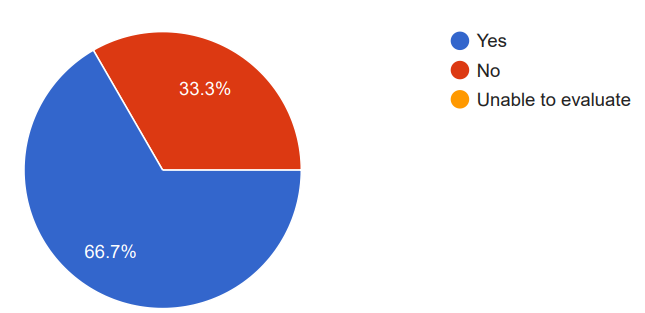 33.3%
66.7%
Yes
No
Unable to evaluate